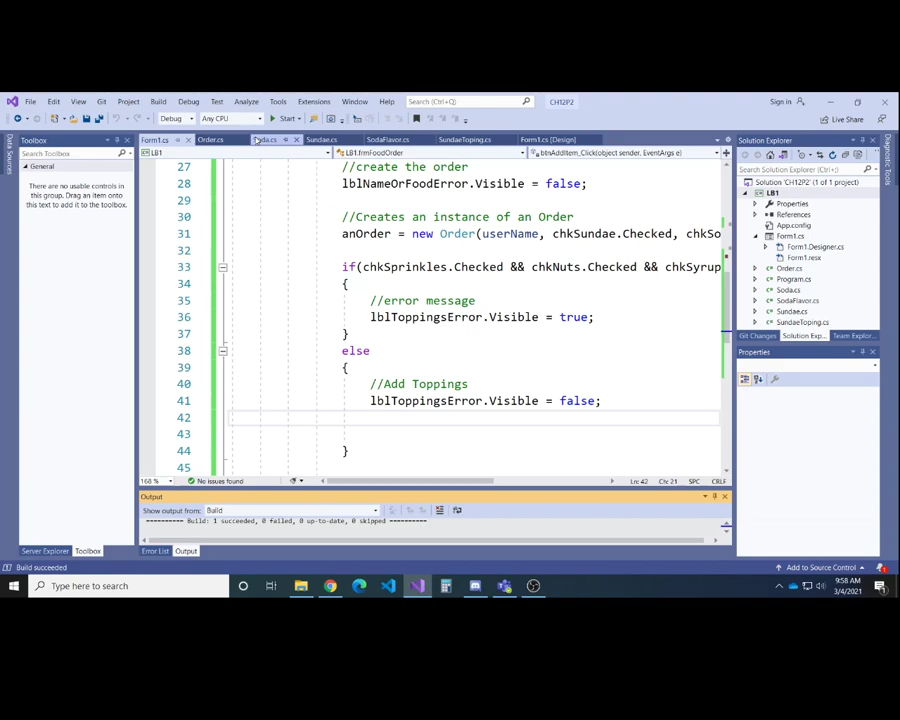 File Edit View Git Project Build Debug Test Analyze Tools Extensions Window Help Search (Ctrl+Q) CH12P2 Sign in
Debug Any CPU Start Live Share
Data Sources
Toolbox
Search Toolbox
General
There are no usable controls
in this group. Drag an item onto
this text to add it to the toolbox.
Server Explorer Toolbox
Form1.cs Order.cs Soda.cs Sundae.cs SodaFlavor.cs SundaeTopping.cs Form1.cs [Design]
LB1 LB1.frmFoodOrder btnAddItem_Click(object sender, EventArgs e)
27 //create the order
28 lblNameOrFoodError.Visible = false;
29
30 //Creates an instance of an Order
31 anOrder = new Order(userName, chkSundae.Checked, chkSo
32
33 if(chkSprinkles.Checked && chkNuts.Checked && chkSyrup
34 {
35 //error message
36 lblToppingsError.Visible = true;
37 }
38 else
39 {
40 //Add Toppings
41 lblToppingsError.Visible = false;
42
43
44 }
45
168 % No issues found Ln: 42 Ch: 21 SPC CRLF
Output
Show output from: Build
========== Build: 1 succeeded, 0 failed, 0 up-to-date, 0 skipped ==========
Error List Output
Solution Explorer
Search Solution Explorer (Ctrl+;)
Solution 'CH12P2' (1 of 1 project)
LB1
Properties
References
App.config
Form1.cs
Form1.Designer.cs
Form1.resx
Order.cs
Program.cs
Soda.cs
SodaFlavor.cs
Sundae.cs
SundaeTopping.cs
Git Changes Solution Exp... Team Explor...
Properties
Diagnostic Tools
Build succeeded Add to Source Control 1
Type here to search 9:58 AM
3/4/2021